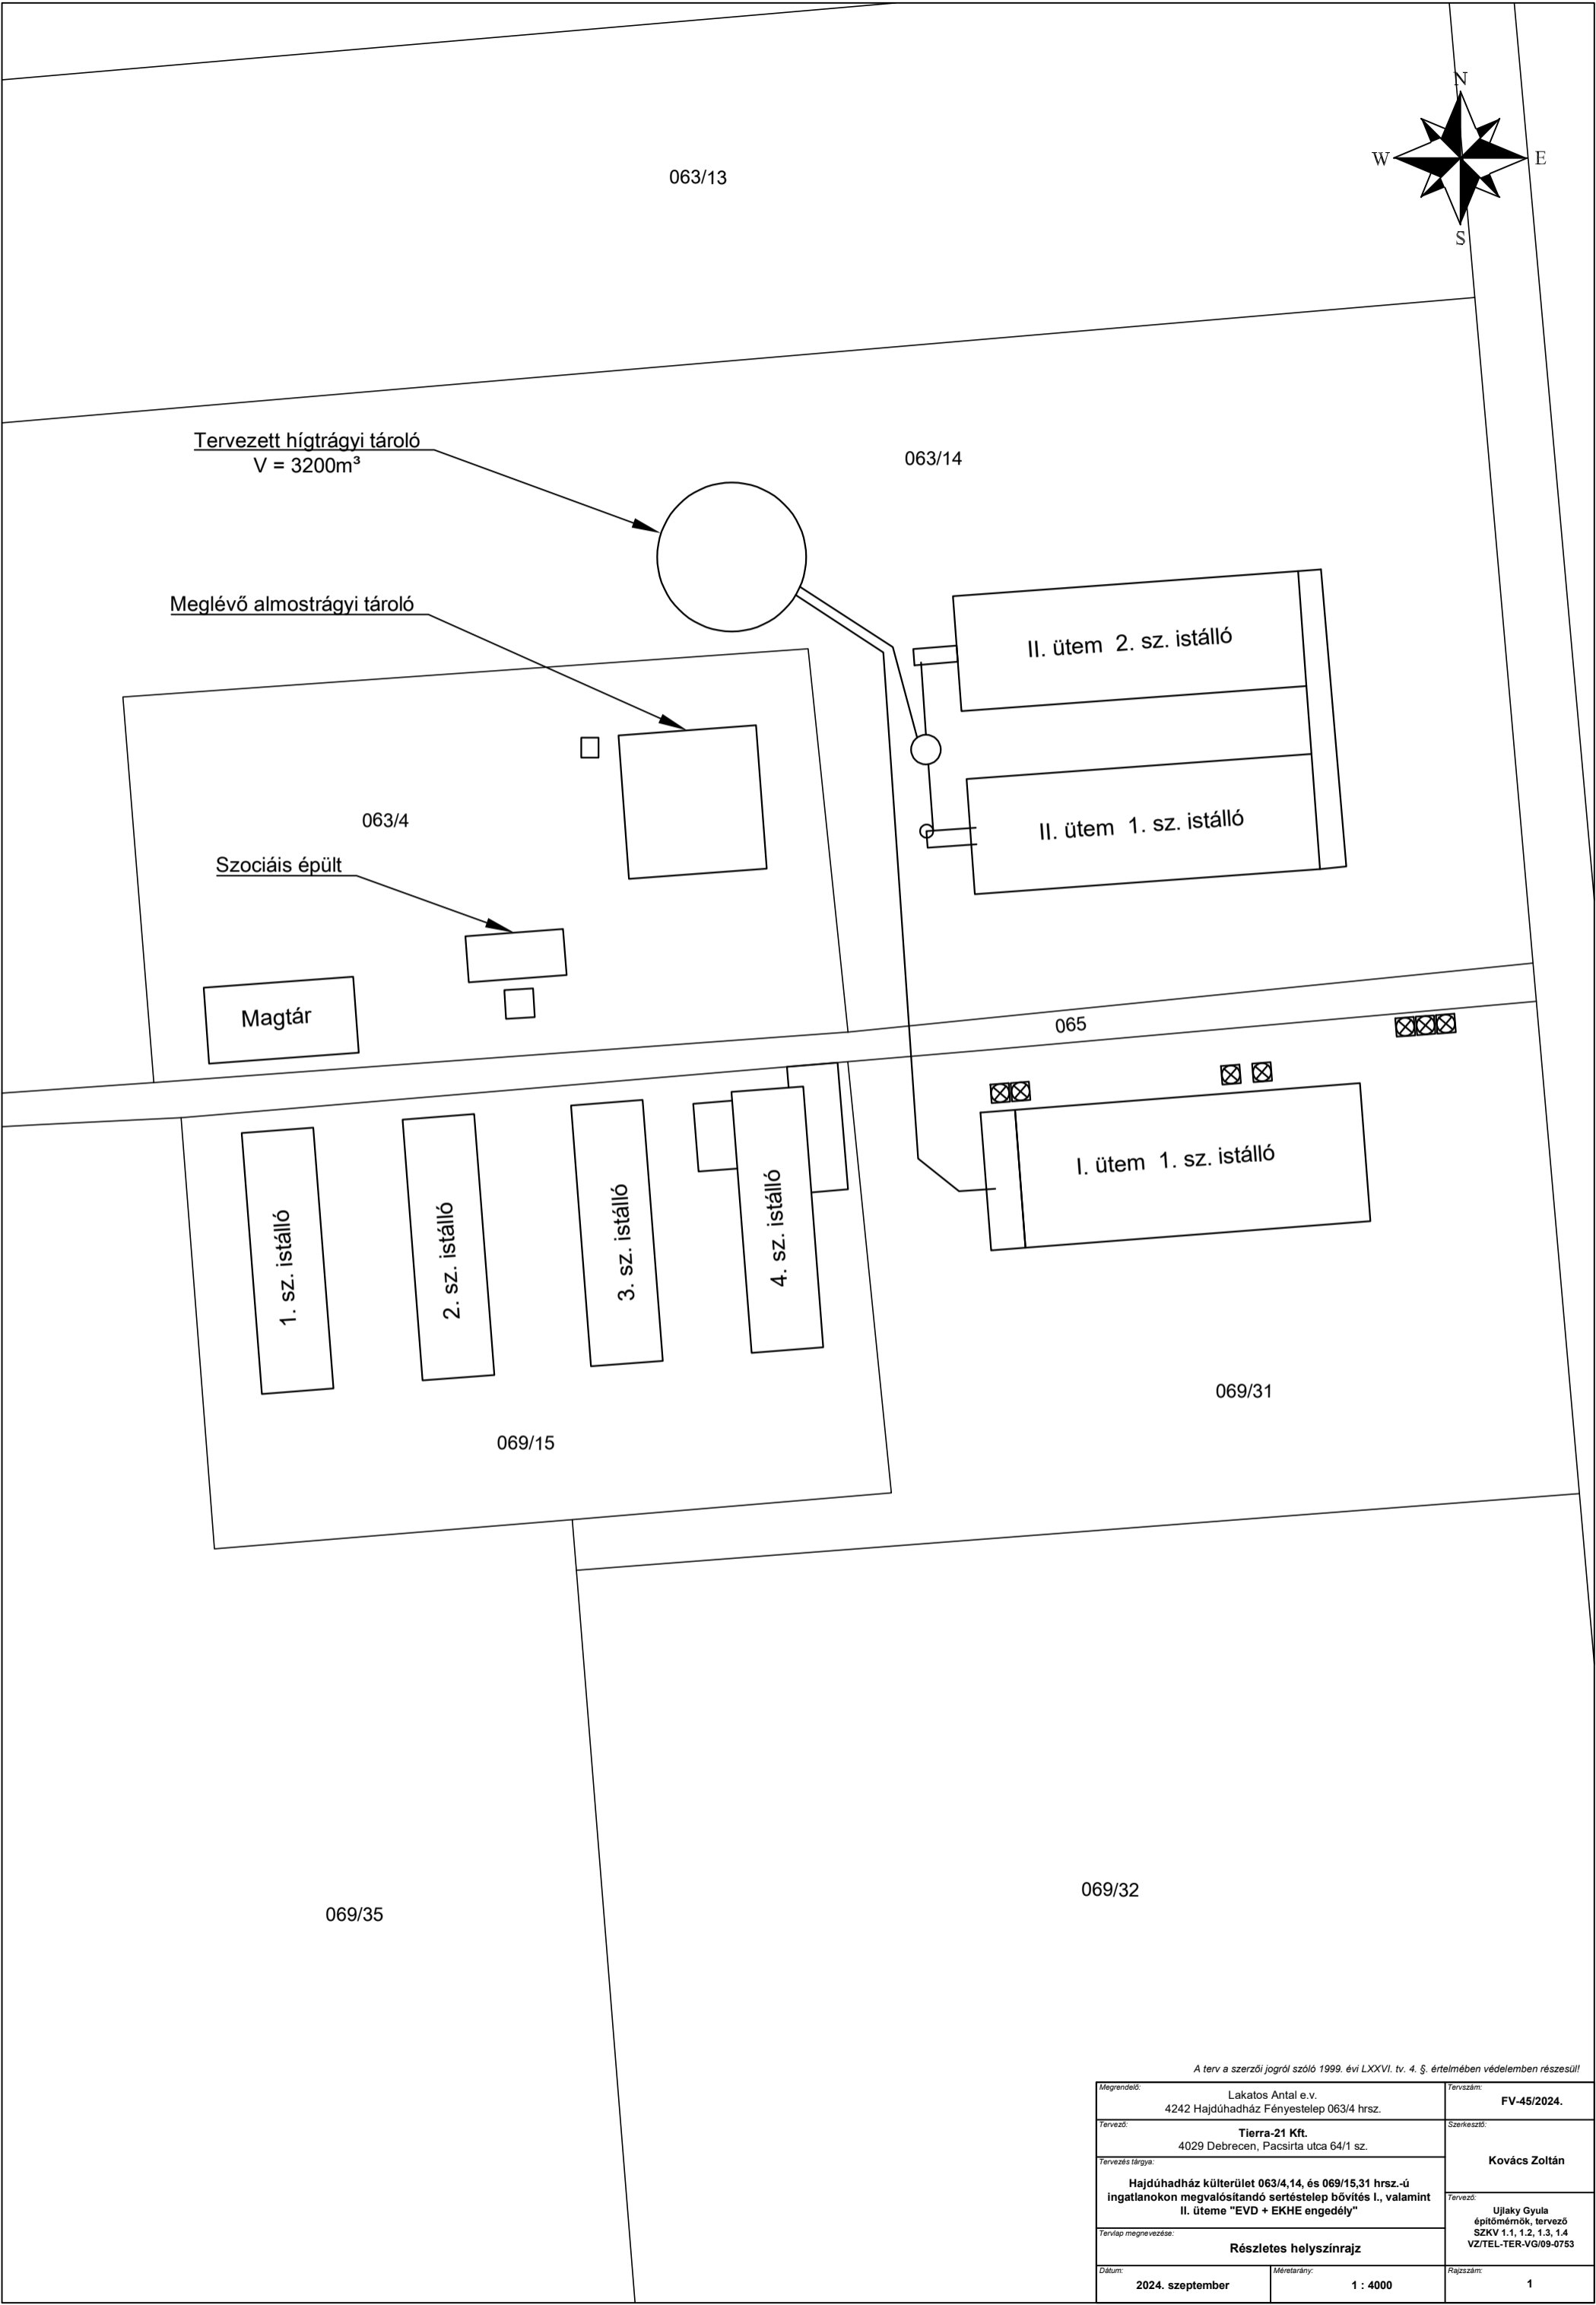 N
W
E
S
063/13
Tervezett hígtrágyi tároló
V = 3200m³
063/14
Meglévő almostrágyi tároló
II. ütem 2. sz. istálló
063/4
II. ütem 1. sz. istálló
Szociáis épült
Magtár
065
I. ütem 1. sz. istálló
1. sz. istálló
2. sz. istálló
3. sz. istálló
4. sz. istálló
069/31
069/15
069/32
069/35
A terv a szerzői jogról szóló 1999. évi LXXVI. tv. 4. §. értelmében védelemben részesül!
Megrendelő:
Lakatos Antal e.v.
4242 Hajdúhadház Fényestelep 063/4 hrsz.
Tervszám:
FV-45/2024.
Tervező:
Tierra-21 Kft.
4029 Debrecen, Pacsirta utca 64/1 sz.
Szerkesztő:
Kovács Zoltán
Tervezés tárgya:
Hajdúhadház külterület 063/4,14, és 069/15,31 hrsz.-ú
ingatlanokon megvalósítandó sertéstelep bővítés I., valamint
II. üteme "EVD + EKHE engedély"
Tervező:
Ujlaky Gyula
építőmérnök, tervező
SZKV 1.1, 1.2, 1.3, 1.4
VZ/TEL-TER-VG/09-0753
Tervlap megnevezése:
Részletes helyszínrajz
Dátum:
2024. szeptember
Méretarány:
1 : 4000
Rajzszám:
1